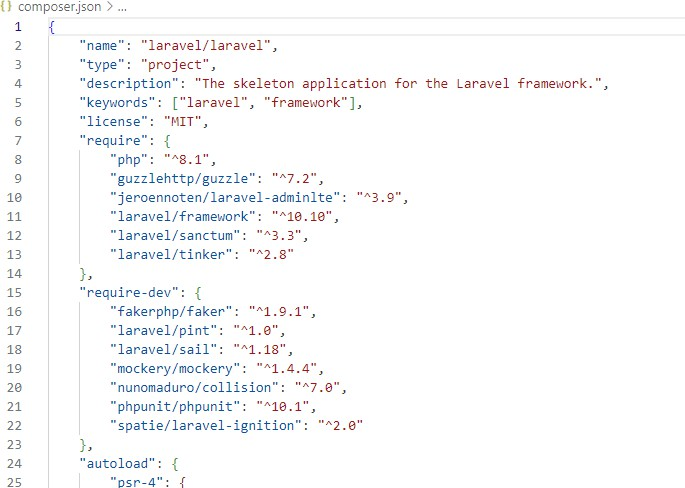 {} composer.json > ...
1 {
2 "name": "laravel/laravel",
3 "type": "project",
4 "description": "The skeleton application for the Laravel framework.",
5 "keywords": ["laravel", "framework"],
6 "license": "MIT",
7 "require": {
8 "php": "^8.1",
9 "guzzlehttp/guzzle": "^7.2",
10 "jeroennoten/laravel-adminlte": "^3.9",
11 "laravel/framework": "^10.10",
12 "laravel/sanctum": "^3.3",
13 "laravel/tinker": "^2.8"
14 },
15 "require-dev": {
16 "fakerphp/faker": "^1.9.1",
17 "laravel/pint": "^1.0",
18 "laravel/sail": "^1.18",
19 "mockery/mockery": "^1.4.4",
20 "nunomaduro/collision": "^7.0",
21 "phpunit/phpunit": "^10.1",
22 "spatie/laravel-ignition": "^2.0"
23 },
24 "autoload": {
25 "psr-4": {